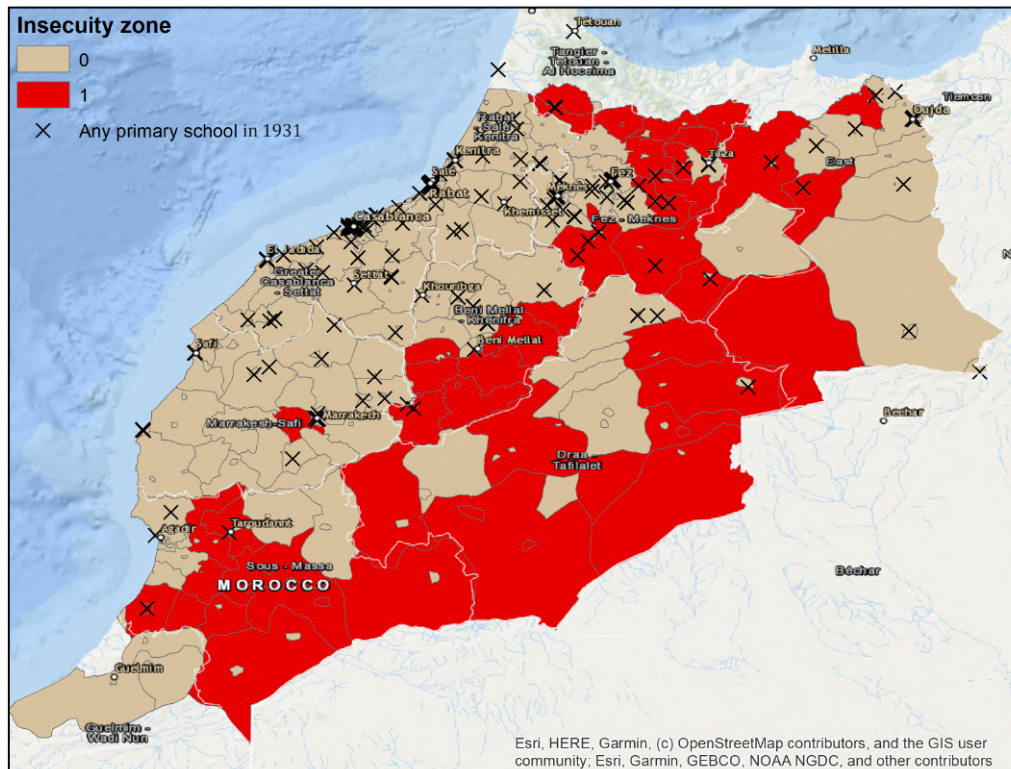 Insecurity zone
0
1
Any primary school in 1931
Tétouan
Tangier -
Tetouan -
Al Hoceima
Melilla
Tlemcen
Oujda
Rabat
- Salé -
Kenitra
Kenitra
Taza
East
Salé
Rabat
Fez
Meknes
Khemisset
Fez - Meknes
Casablanca
El Jadida
Greater
Casablanca
- Settat
Settat
Khouribga
Beni Mellal
- Khenifra
Beni Mellal
Safi
Marrakech
Marrakesh-Safi
Bechar
Draa -
Tafilalet
Agadir
Taroudannt
Sous - Massa
MOROCCO
Béchar
Guelmim
Guelmim -
Wadi Nun
Esri, HERE, Garmin, (c) OpenStreetMap contributors, and the GIS user
community; Esri, Garmin, GEBCO, NOAA NGDC, and other contributors